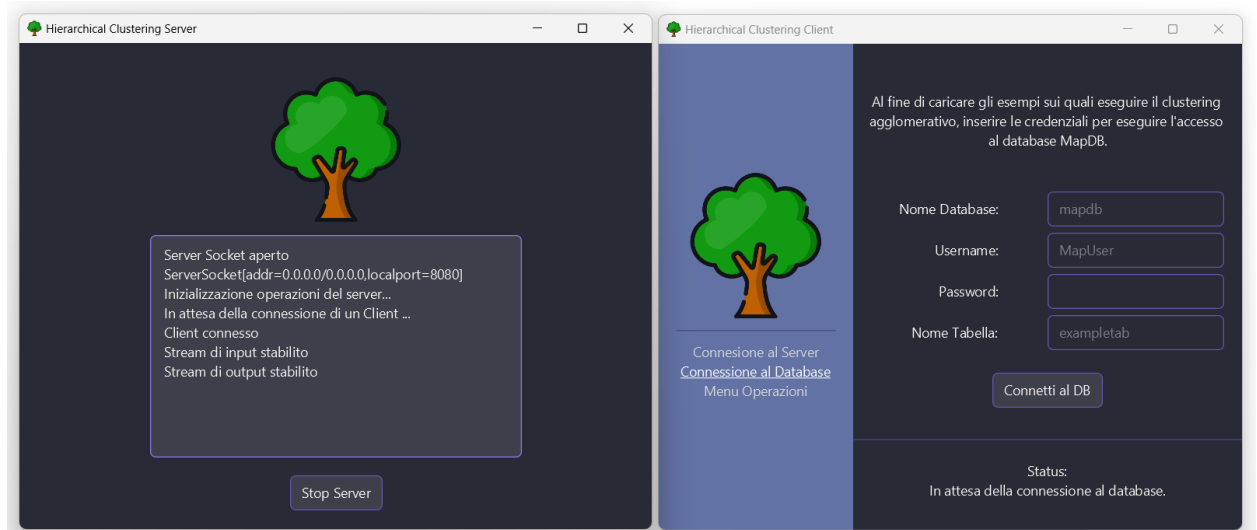 Hierarchical Clustering Server
Server Socket aperto
ServerSocket[addr=0.0.0.0/0.0.0.0,localport=8080]
Inizializzazione operazioni del server...
In attesa della connessione di un Client ...
Client connesso
Stream di input stabilito
Stream di output stabilito
Stop Server
Hierarchical Clustering Client
Connesione al Server
Connessione al Database
Menu Operazioni
Al fine di caricare gli esempi sui quali eseguire il clustering
agglomerativo, inserire le credenziali per eseguire l'accesso
al database MapDB.
Nome Database: mapdb
Username: MapUser
Password:
Nome Tabella: exampletab
Connetti al DB
Status:
In attesa della connessione al database.